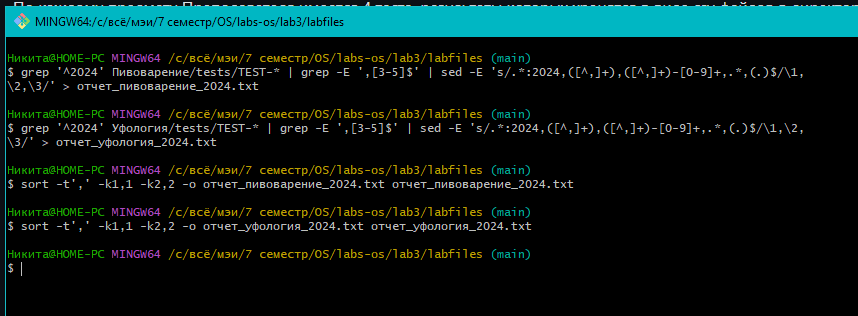 MINGW64:/c/всё/мэи/7 семестр/OS/labs-os/lab3/labfiles
Никита@HOME-PC MINGW64 /c/всё/мэи/7 семестр/OS/labs-os/lab3/labfiles (main)
$ grep '^2024' Пивоварение/tests/TEST-* | grep -E ',[3-5]$' | sed -E 's/.*:2024,([^,]+),([^,]+)-[0-9]+,.*,(.)$/\1,
\2,\3/' > отчет_пивоварение_2024.txt
Никита@HOME-PC MINGW64 /c/всё/мэи/7 семестр/OS/labs-os/lab3/labfiles (main)
$ grep '^2024' Уфология/tests/TEST-* | grep -E ',[3-5]$' | sed -E 's/.*:2024,([^,]+),([^,]+)-[0-9]+,.*,(.)$/\1,\2,
\3/' > отчет_уфология_2024.txt
Никита@HOME-PC MINGW64 /c/всё/мэи/7 семестр/OS/labs-os/lab3/labfiles (main)
$ sort -t',' -k1,1 -k2,2 -o отчет_пивоварение_2024.txt отчет_пивоварение_2024.txt
Никита@HOME-PC MINGW64 /c/всё/мэи/7 семестр/OS/labs-os/lab3/labfiles (main)
$ sort -t',' -k1,1 -k2,2 -o отчет_уфология_2024.txt отчет_уфология_2024.txt
Никита@HOME-PC MINGW64 /c/всё/мэи/7 семестр/OS/labs-os/lab3/labfiles (main)
$